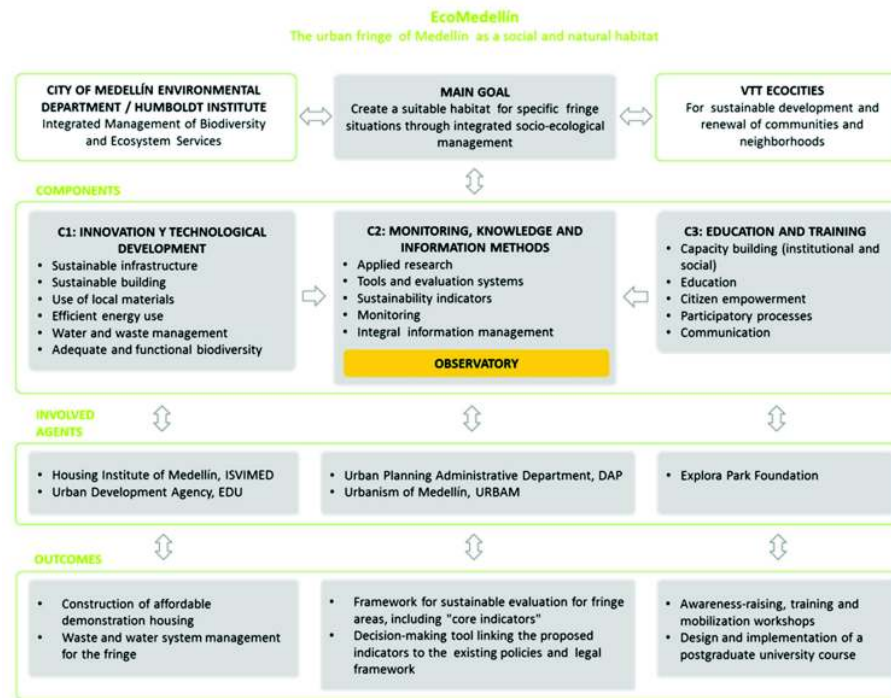 EcoMedellín
The urban fringe of Medellín as a social and natural habitat
CITY OF MEDELLÍN ENVIRONMENTAL
DEPARTMENT / HUMBOLDT INSTITUTE
Integrated Management of Biodiversity
and Ecosystem Services
MAIN GOAL
Create a suitable habitat for specific fringe
situations through integrated socio-ecological
management
VTT ECOCITIES
For sustainable development and
renewal of communities and
neighborhoods
COMPONENTS
C1: INNOVATION Y TECHNOLOGICAL
DEVELOPMENT
• Sustainable infrastructure
• Sustainable building
• Use of local materials
• Efficient energy use
• Water and waste management
• Adequate and functional biodiversity
C2: MONITORING, KNOWLEDGE AND
INFORMATION METHODS
• Applied research
• Tools and evaluation systems
• Sustainability indicators
• Monitoring
• Integral information management
OBSERVATORY
C3: EDUCATION AND TRAINING
• Capacity building (institutional and
social)
• Education
• Citizen empowerment
• Participatory processes
• Communication
INVOLVED
AGENTS
• Housing Institute of Medellín, ISVIMED
• Urban Development Agency, EDU
• Urban Planning Administrative Department, DAP
• Urbanism of Medellín, URBAM
• Explora Park Foundation
OUTCOMES
• Construction of affordable
demonstration housing
• Waste and water system management
for the fringe
• Framework for sustainable evaluation for fringe
areas, including "core indicators"
• Decision-making tool linking the proposed
indicators to the existing policies and legal
framework
• Awareness-raising, training and
mobilization workshops
• Design and implementation of a
postgraduate university course